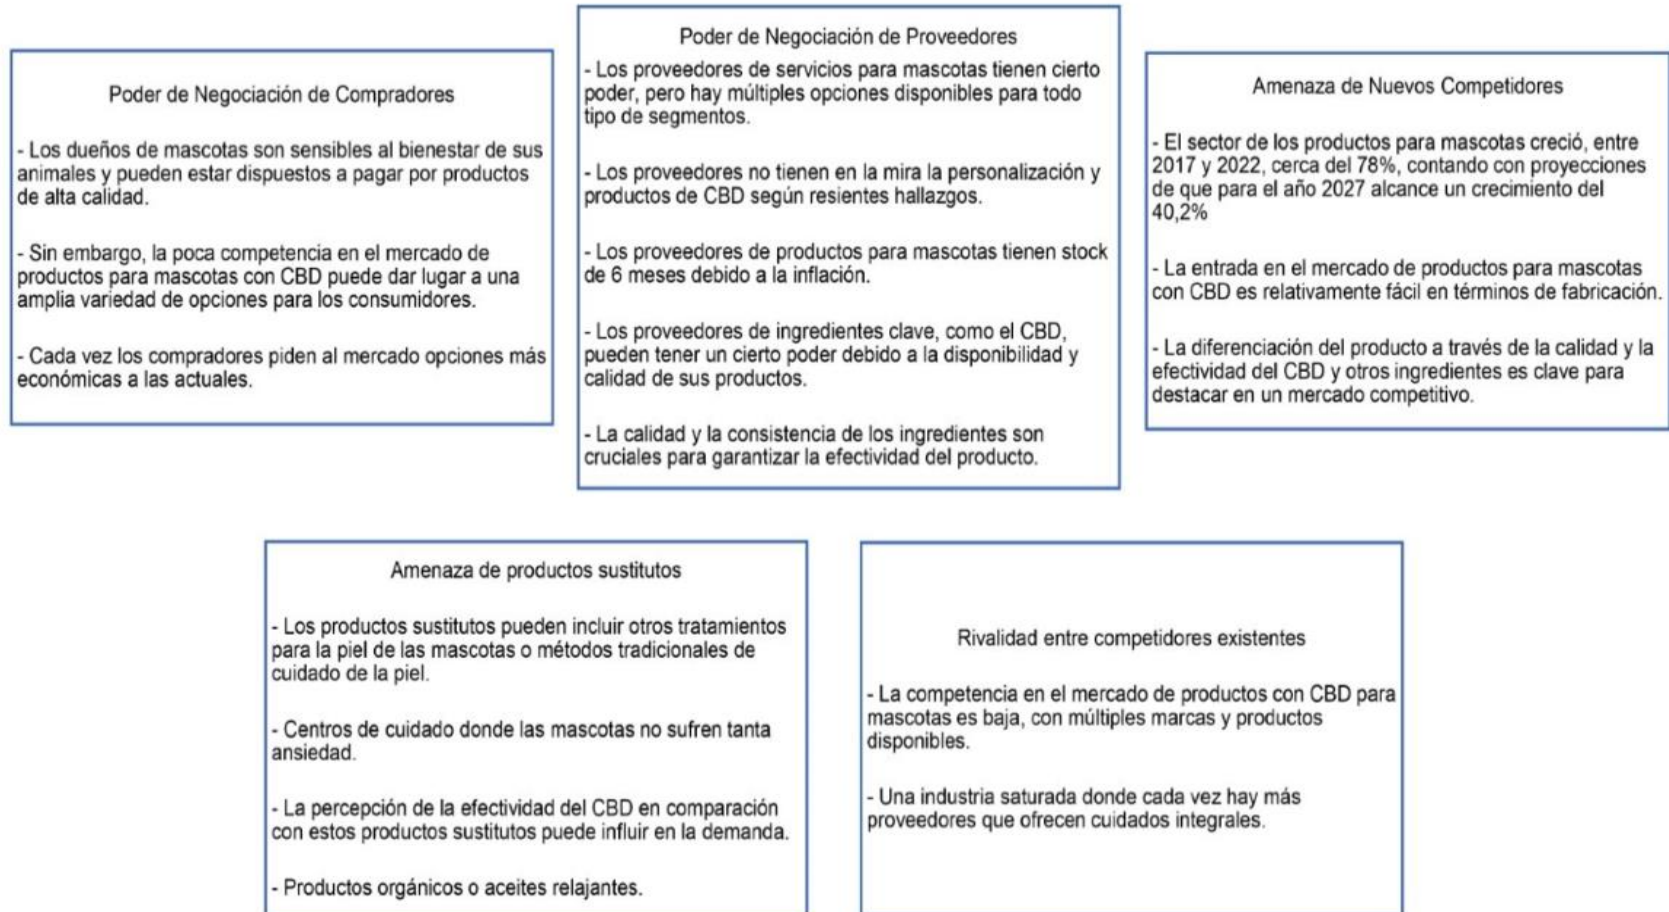 Poder de Negociación de Compradores
- Los dueños de mascotas son sensibles al bienestar de sus
animales y pueden estar dispuestos a pagar por productos
de alta calidad.
- Sin embargo, la poca competencia en el mercado de
productos para mascotas con CBD puede dar lugar a una
amplia variedad de opciones para los consumidores.
- Cada vez los compradores piden al mercado opciones más
económicas a las actuales.
Poder de Negociación de Proveedores
- Los proveedores de servicios para mascotas tienen cierto
poder, pero hay múltiples opciones disponibles para todo
tipo de segmentos.
- Los proveedores no tienen en la mira la personalización y
productos de CBD según resientes hallazgos.
- Los proveedores de productos para mascotas tienen stock
de 6 meses debido a la inflación.
- Los proveedores de ingredientes clave, como el CBD,
pueden tener un cierto poder debido a la disponibilidad y
calidad de sus productos.
- La calidad y la consistencia de los ingredientes son
cruciales para garantizar la efectividad del producto.
Amenaza de Nuevos Competidores
- El sector de los productos para mascotas creció, entre
2017 y 2022, cerca del 78%, contando con proyecciones
de que para el año 2027 alcance un crecimiento del
40,2%
- La entrada en el mercado de productos para mascotas
con CBD es relativamente fácil en términos de fabricación.
- La diferenciación del producto a través de la calidad y la
efectividad del CBD y otros ingredientes es clave para
destacar en un mercado competitivo.
Amenaza de productos sustitutos
- Los productos sustitutos pueden incluir otros tratamientos
para la piel de las mascotas o métodos tradicionales de
cuidado de la piel.
- Centros de cuidado donde las mascotas no sufren tanta
ansiedad.
- La percepción de la efectividad del CBD en comparación
con estos productos sustitutos puede influir en la demanda.
- Productos orgánicos o aceites relajantes.
Rivalidad entre competidores existentes
- La competencia en el mercado de productos con CBD para
mascotas es baja, con múltiples marcas y productos
disponibles.
- Una industria saturada donde cada vez hay más
proveedores que ofrecen cuidados integrales.